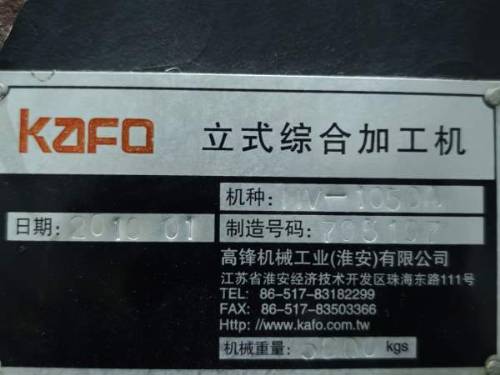 KAFO 立式综合加工机
机种:
日期: 2010 01 制造号码:
高锋机械工业(淮安)有限公司
江苏省淮安经济技术开发区珠海东路111号
TEL: 86-517-83182299
FAX: 86-517-83503366
Http: //www.kafo.com.tw
机械重量: kgs